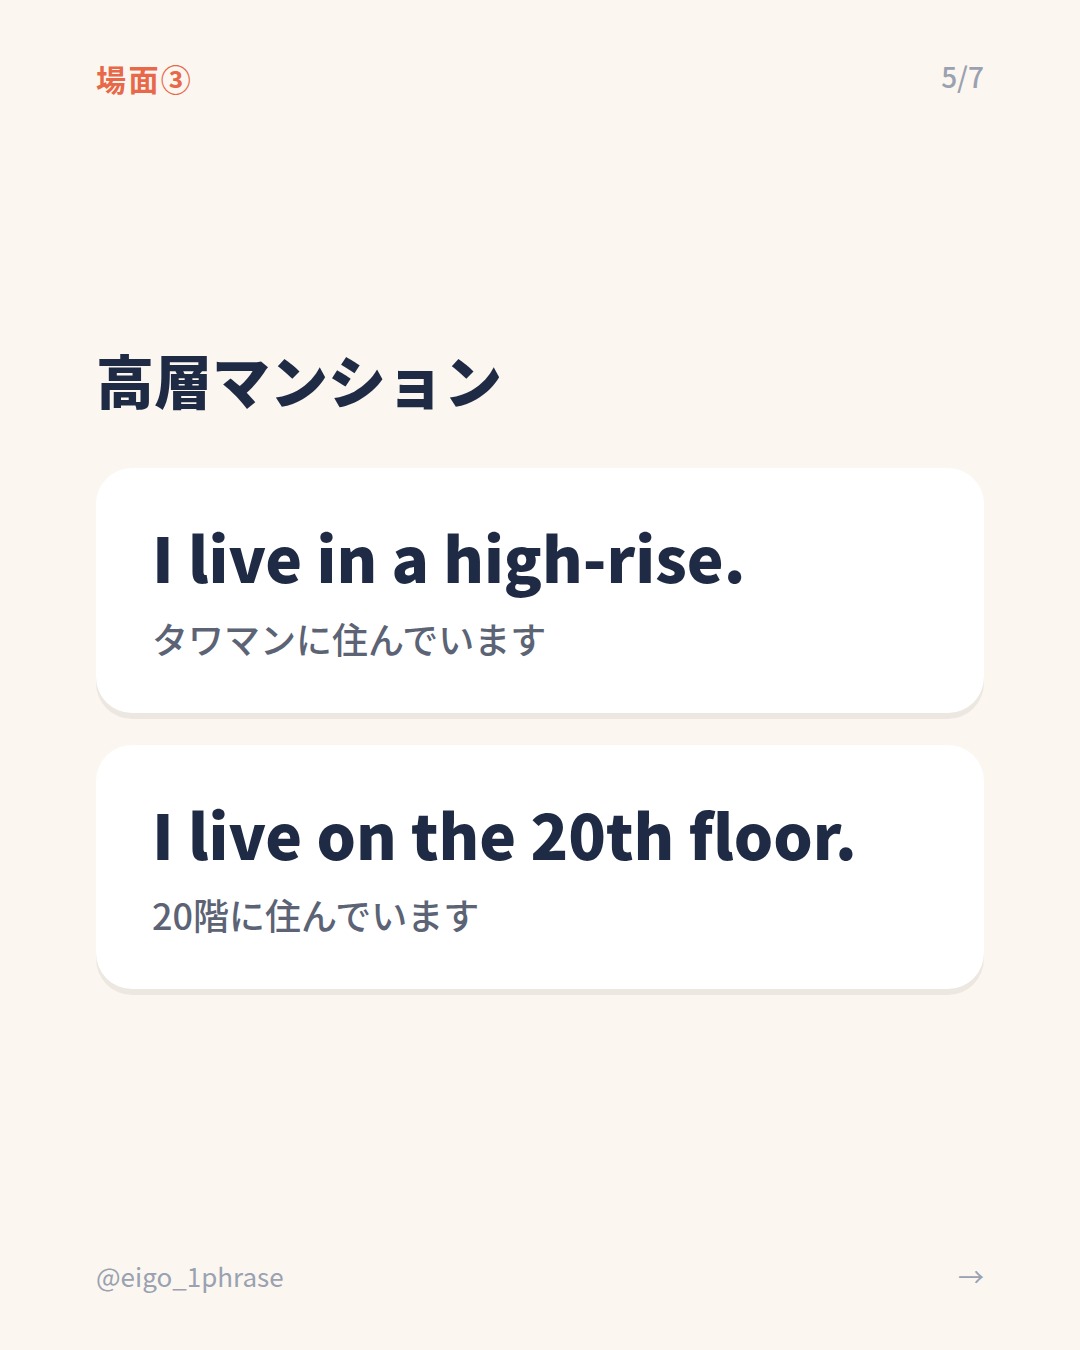 場面③
5/7
高層マンション
I live in a high-rise.
タワマンに住んでいます
I live on the 20th floor.
20階に住んでいます
@eigo_1phrase
→